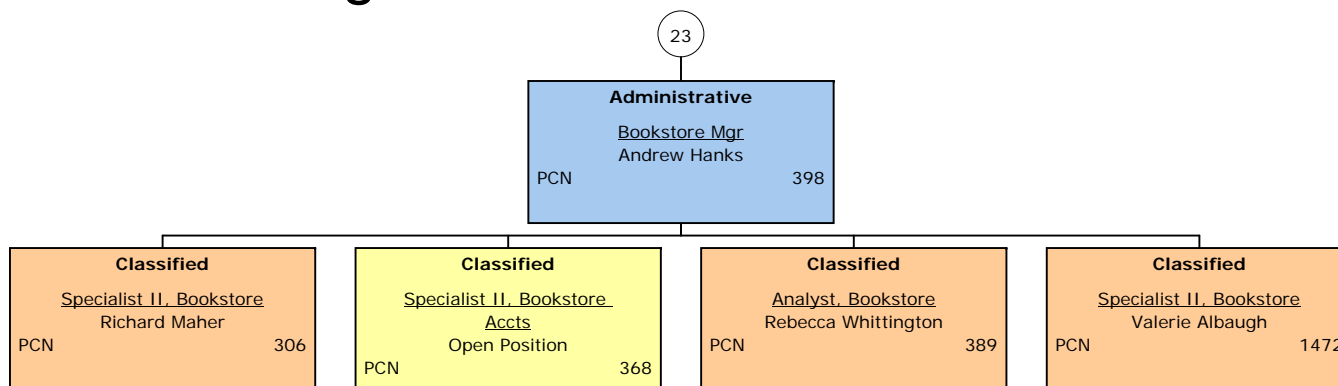 23
Administrative
Bookstore Mgr
Andrew Hanks
PCN 398
Classified
Specialist II, Bookstore
Richard Maher
PCN 306
Classified
Specialist II, Bookstore
Accts
Open Position
PCN 368
Classified
Analyst, Bookstore
Rebecca Whittington
PCN 389
Classified
Specialist II, Bookstore
Valerie Albaugh
PCN 1472